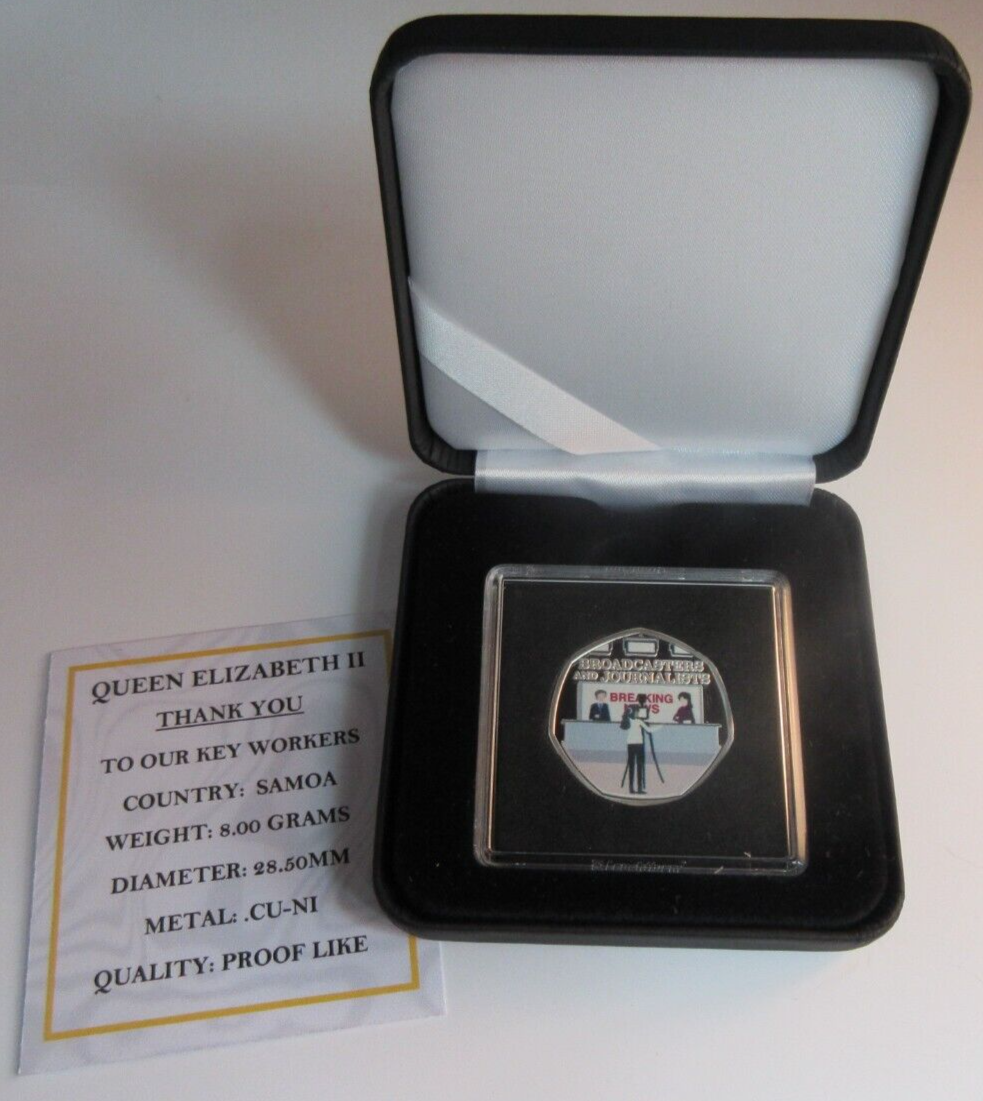 QUEEN ELIZABETH II
THANK YOU
TO OUR KEY WORKERS
COUNTRY: SAMOA
WEIGHT: 8.00 GRAMS
DIAMETER: 28.50MM
METAL: .CU-NI
QUALITY: PROOF LIKE
BROADCASTERS
AND JOURNALISTS
BREAKING